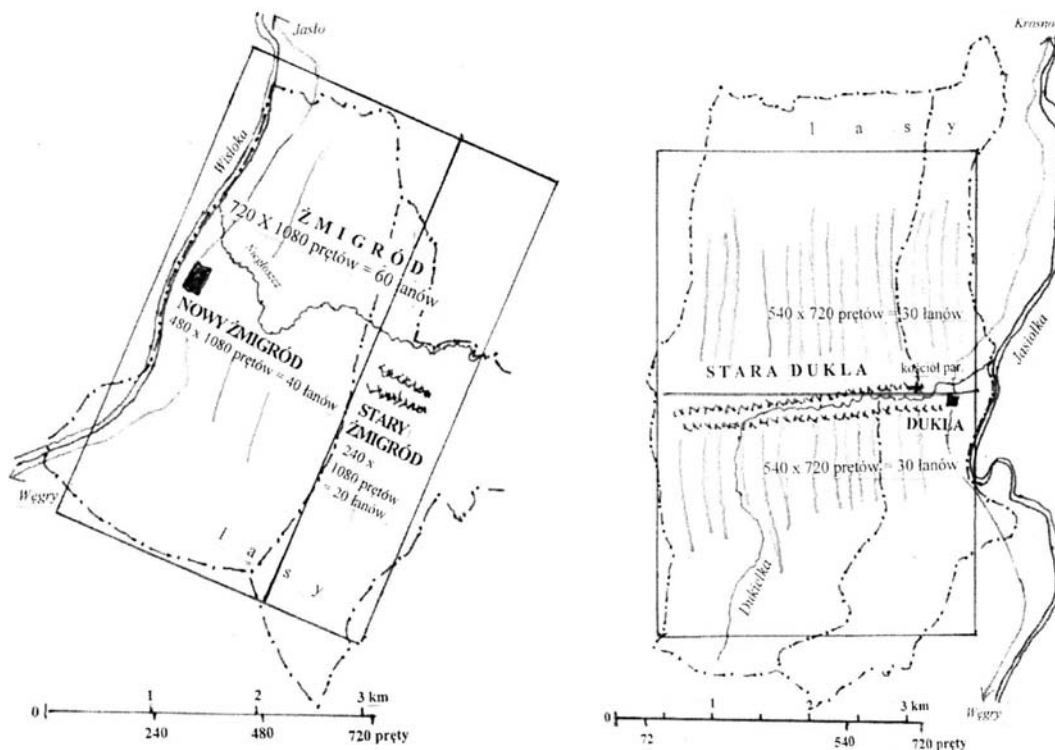 Jasło
Wisłoka
ŻMIGRÓD
720 X 1080 prętów = 60 łanów
NOWY ŻMIGRÓD
480 x 1080 prętów = 40 łanów
STARY
ŻMIGRÓD
240 x
1080 prętów
= 20 łanów
Węgry
l a s y
1 2 3 km
0
240 480 720 pręty
Krosno
l a s y
540 x 720 prętów = 30 łanów
Jasiołka
STARA DUKLA
kościół par.
DUKLA
540 x 720 prętów = 30 łanów
Dukiełka
Węgry
1 2 3 km
0
72 540 720 pręty